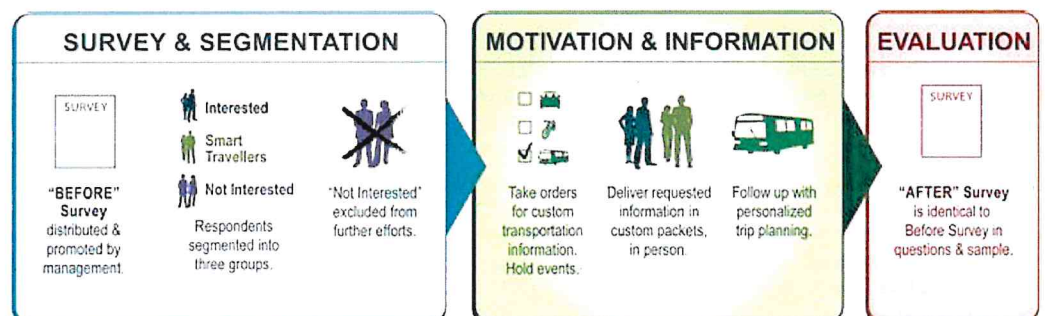 SURVEY & SEGMENTATION
SURVEY
"BEFORE"
Survey
distributed &
promoted by
management.
Interested
Smart
Travellers
Not Interested
Respondents
segmented into
three groups.
"Not Interested"
excluded from
further efforts.
MOTIVATION & INFORMATION
Take orders
for custom
transportation
information.
Hold events.
Deliver requested
information in
custom packets,
in person.
Follow up with
personalized
trip planning.
EVALUATION
SURVEY
"AFTER" Survey
is identical to
Before Survey in
questions & sample.